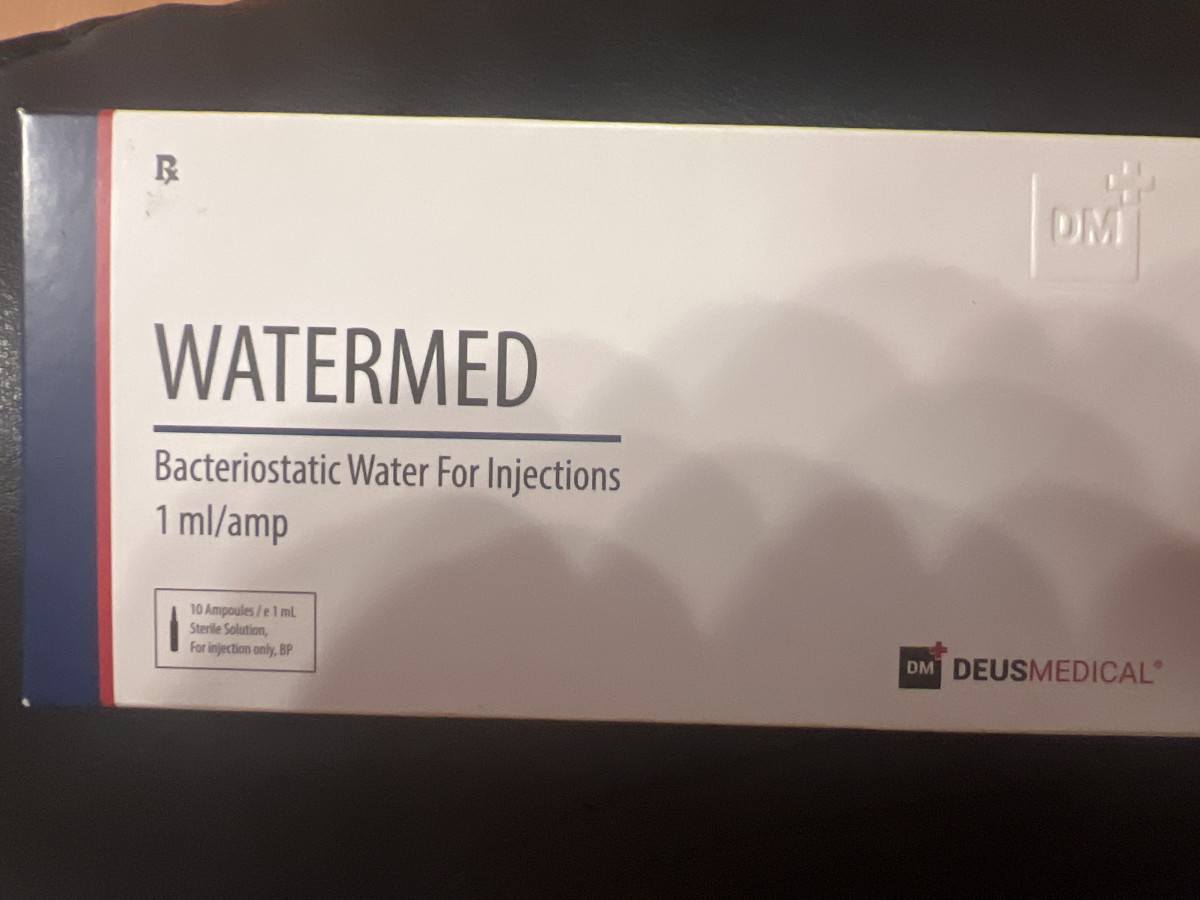 ℞
DM
WATERMED
Bacteriostatic Water For Injections
1 ml/amp
10 Ampoules / e 1 mL
Sterile Solution,
For injection only, BP
DM DEUSMEDICAL®